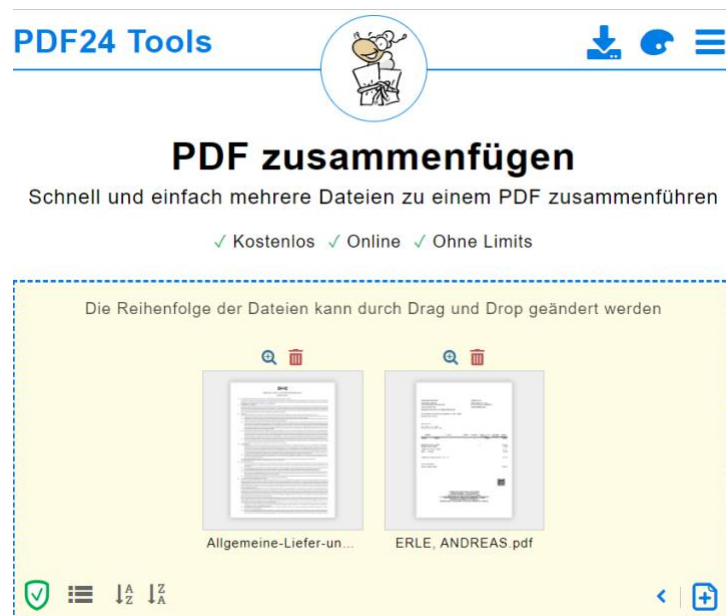 PDF24 Tools
PDF zusammenfügen
Schnell und einfach mehrere Dateien zu einem PDF zusammenführen
✓ Kostenlos ✓ Online ✓ Ohne Limits
Die Reihenfolge der Dateien kann durch Drag und Drop geändert werden
Allgemeine-Liefer-un...
ERLE, ANDREAS.pdf
A
Z
Z
A